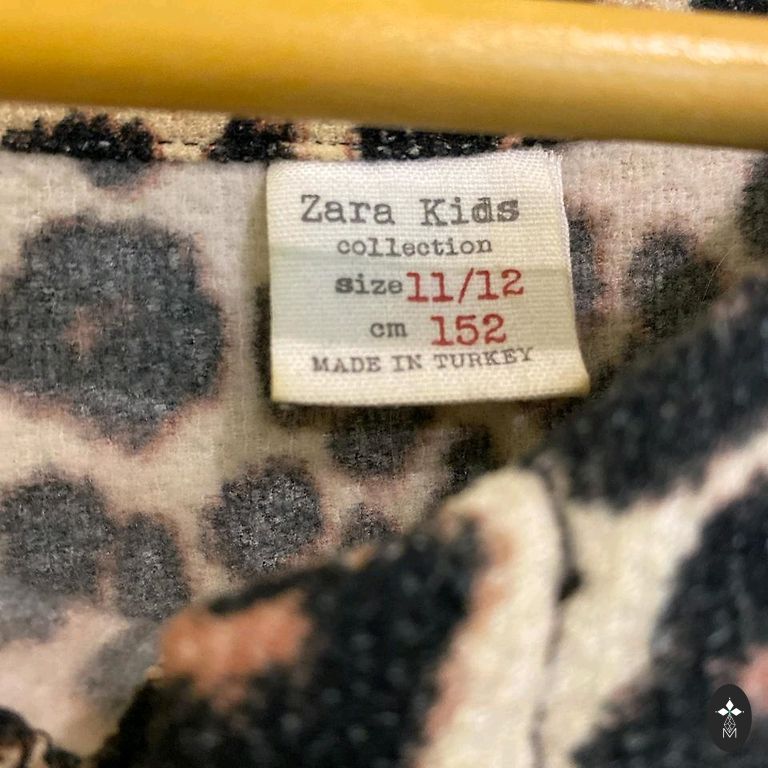 Zara Kids
collection
size 11/12
cm 152
MADE IN TURKEY
M